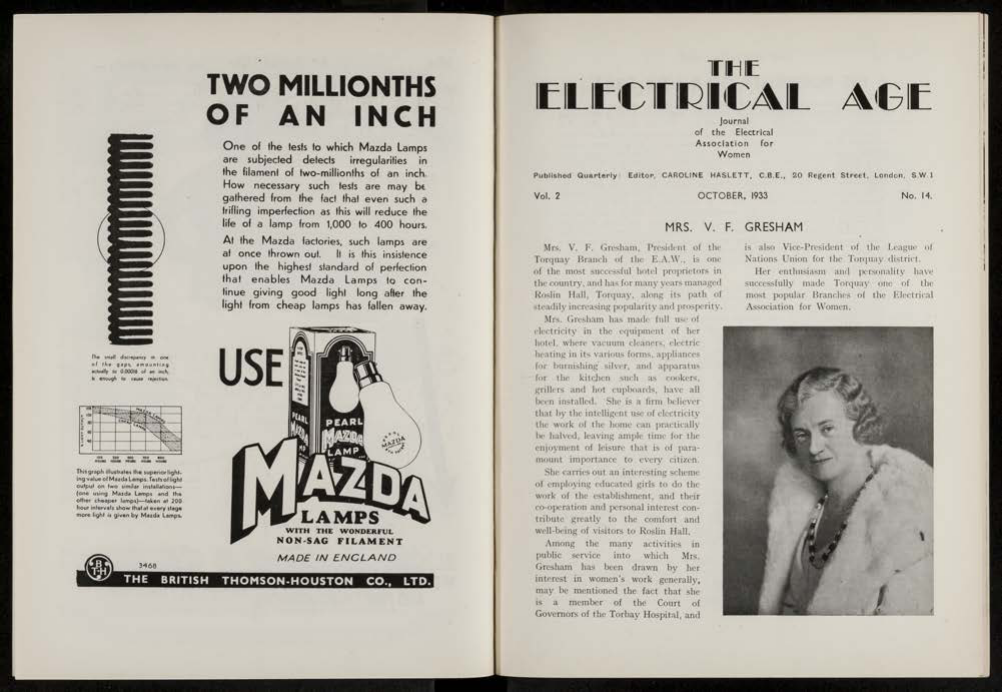 TWO MILLIONTHS
OF AN INCH
One of the tests to which Mazda Lamps
are subjected detects irregularities in
the filament of two-millionths of an inch.
How necessary such tests are may be
gathered from the fact that even such a
trifling imperfection as this will reduce the
life of a lamp from 1,000 to 400 hours.
At the Mazda factories, such lamps are
at once thrown out. It is this insistence
upon the highest standard of perfection
that enables Mazda Lamps to con-
tinue giving good light long after the
light from cheap lamps has fallen away.
The small discrepancy in size
of the gaps, amounting
actually to 0.00006 of an inch,
is enough to cause rejection.
This graph illustrates the superior light-
ing value of Mazda Lamps. Tests of light
output on two similar installations—
(one using Mazda Lamps and the
other cheaper lamps)—taken at 200
hour intervals show that at every stage
more light is given by Mazda Lamps.
USE
PEARL
MAZDA
PEARL
MAZDA
LAMP
MAZDA
MAZDA
LAMPS
WITH THE WONDERFUL
NON-SAG FILAMENT
MADE IN ENGLAND
BTH
3468
THE BRITISH THOMSON-HOUSTON CO., LTD.
THE
ELECTRICAL AGE
Journal
of the Electrical
Association for
Women
Published Quarterly: Editor, CAROLINE HASLETT, C.B.E., 20 Regent Street, London, S.W.1
Vol. 2 OCTOBER, 1933 No. 14.
MRS. V. F. GRESHAM
Mrs. V. F. Gresham, President of the
Torquay Branch of the E.A.W., is one
of the most successful hotel proprietors in
the country, and has for many years managed
Roslin Hall, Torquay, along its path of
steadily increasing popularity and prosperity.
Mrs. Gresham has made full use of
electricity in the equipment of her
hotel, where vacuum cleaners, electric
heating in its various forms, appliances
for burnishing silver, and apparatus
for the kitchen such as cookers,
grillers and hot cupboards, have all
been installed. She is a firm believer
that by the intelligent use of electricity
the work of the home can practically
be halved, leaving ample time for the
enjoyment of leisure that is of para-
mount importance to every citizen.
She carries out an interesting scheme
of employing educated girls to do the
work of the establishment, and their
co-operation and personal interest con-
tribute greatly to the comfort and
well-being of visitors to Roslin Hall.
Among the many activities in
public service into which Mrs.
Gresham has been drawn by her
interest in women's work generally,
may be mentioned the fact that she
is a member of the Court of
Governors of the Torbay Hospital, and
is also Vice-President of the League of
Nations Union for the Torquay district.
Her enthusiasm and personality have
successfully made Torquay one of the
most popular Branches of the Electrical
Association for Women.